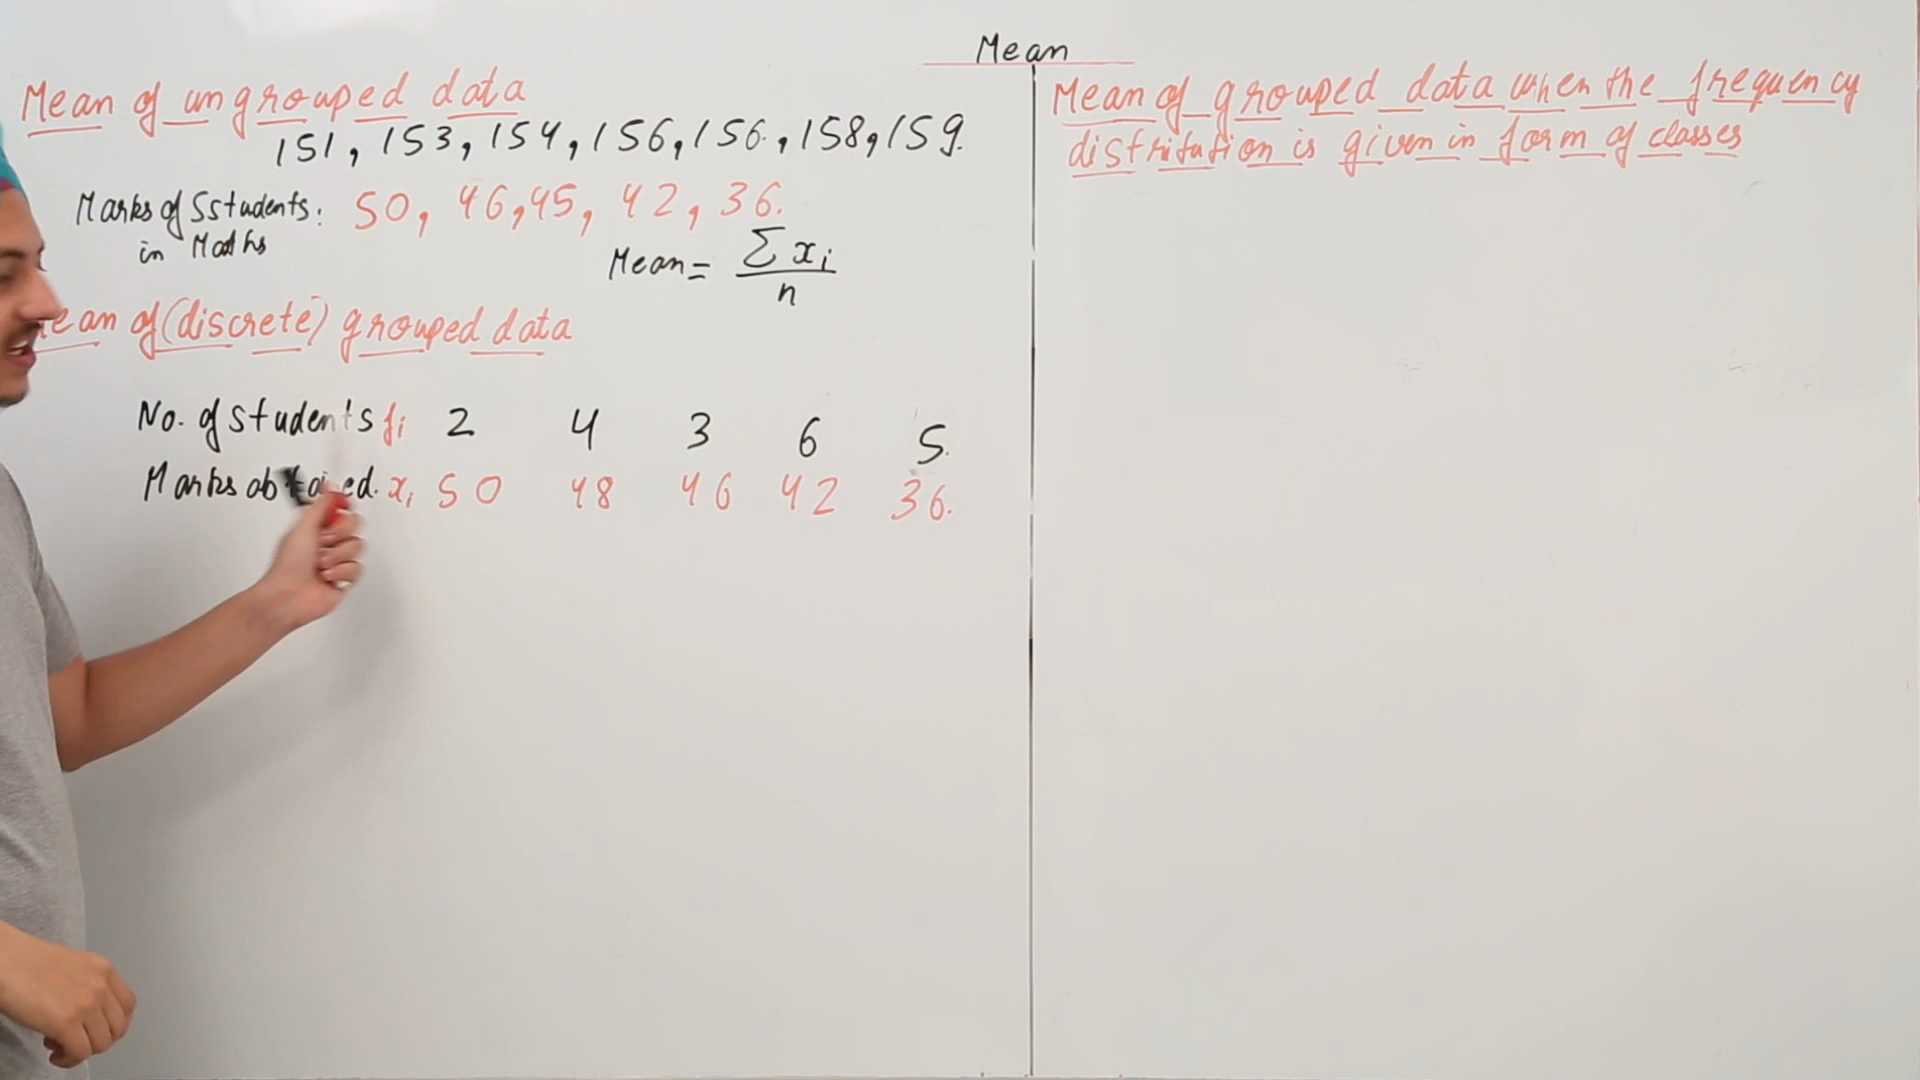 Mean
Mean of ungrouped data
151, 153, 154, 156, 156, 158, 159.
Marks of 5 students: 50, 46, 45, 42, 36.
in Maths
Mean = ∑xᵢ / n
ean of (discrete) grouped data
No. of students fᵢ 2 4 3 6 5.
Marks obtained. xᵢ 50 48 46 42 36.
Mean of grouped data when the frequency
distribution is given in form of classes